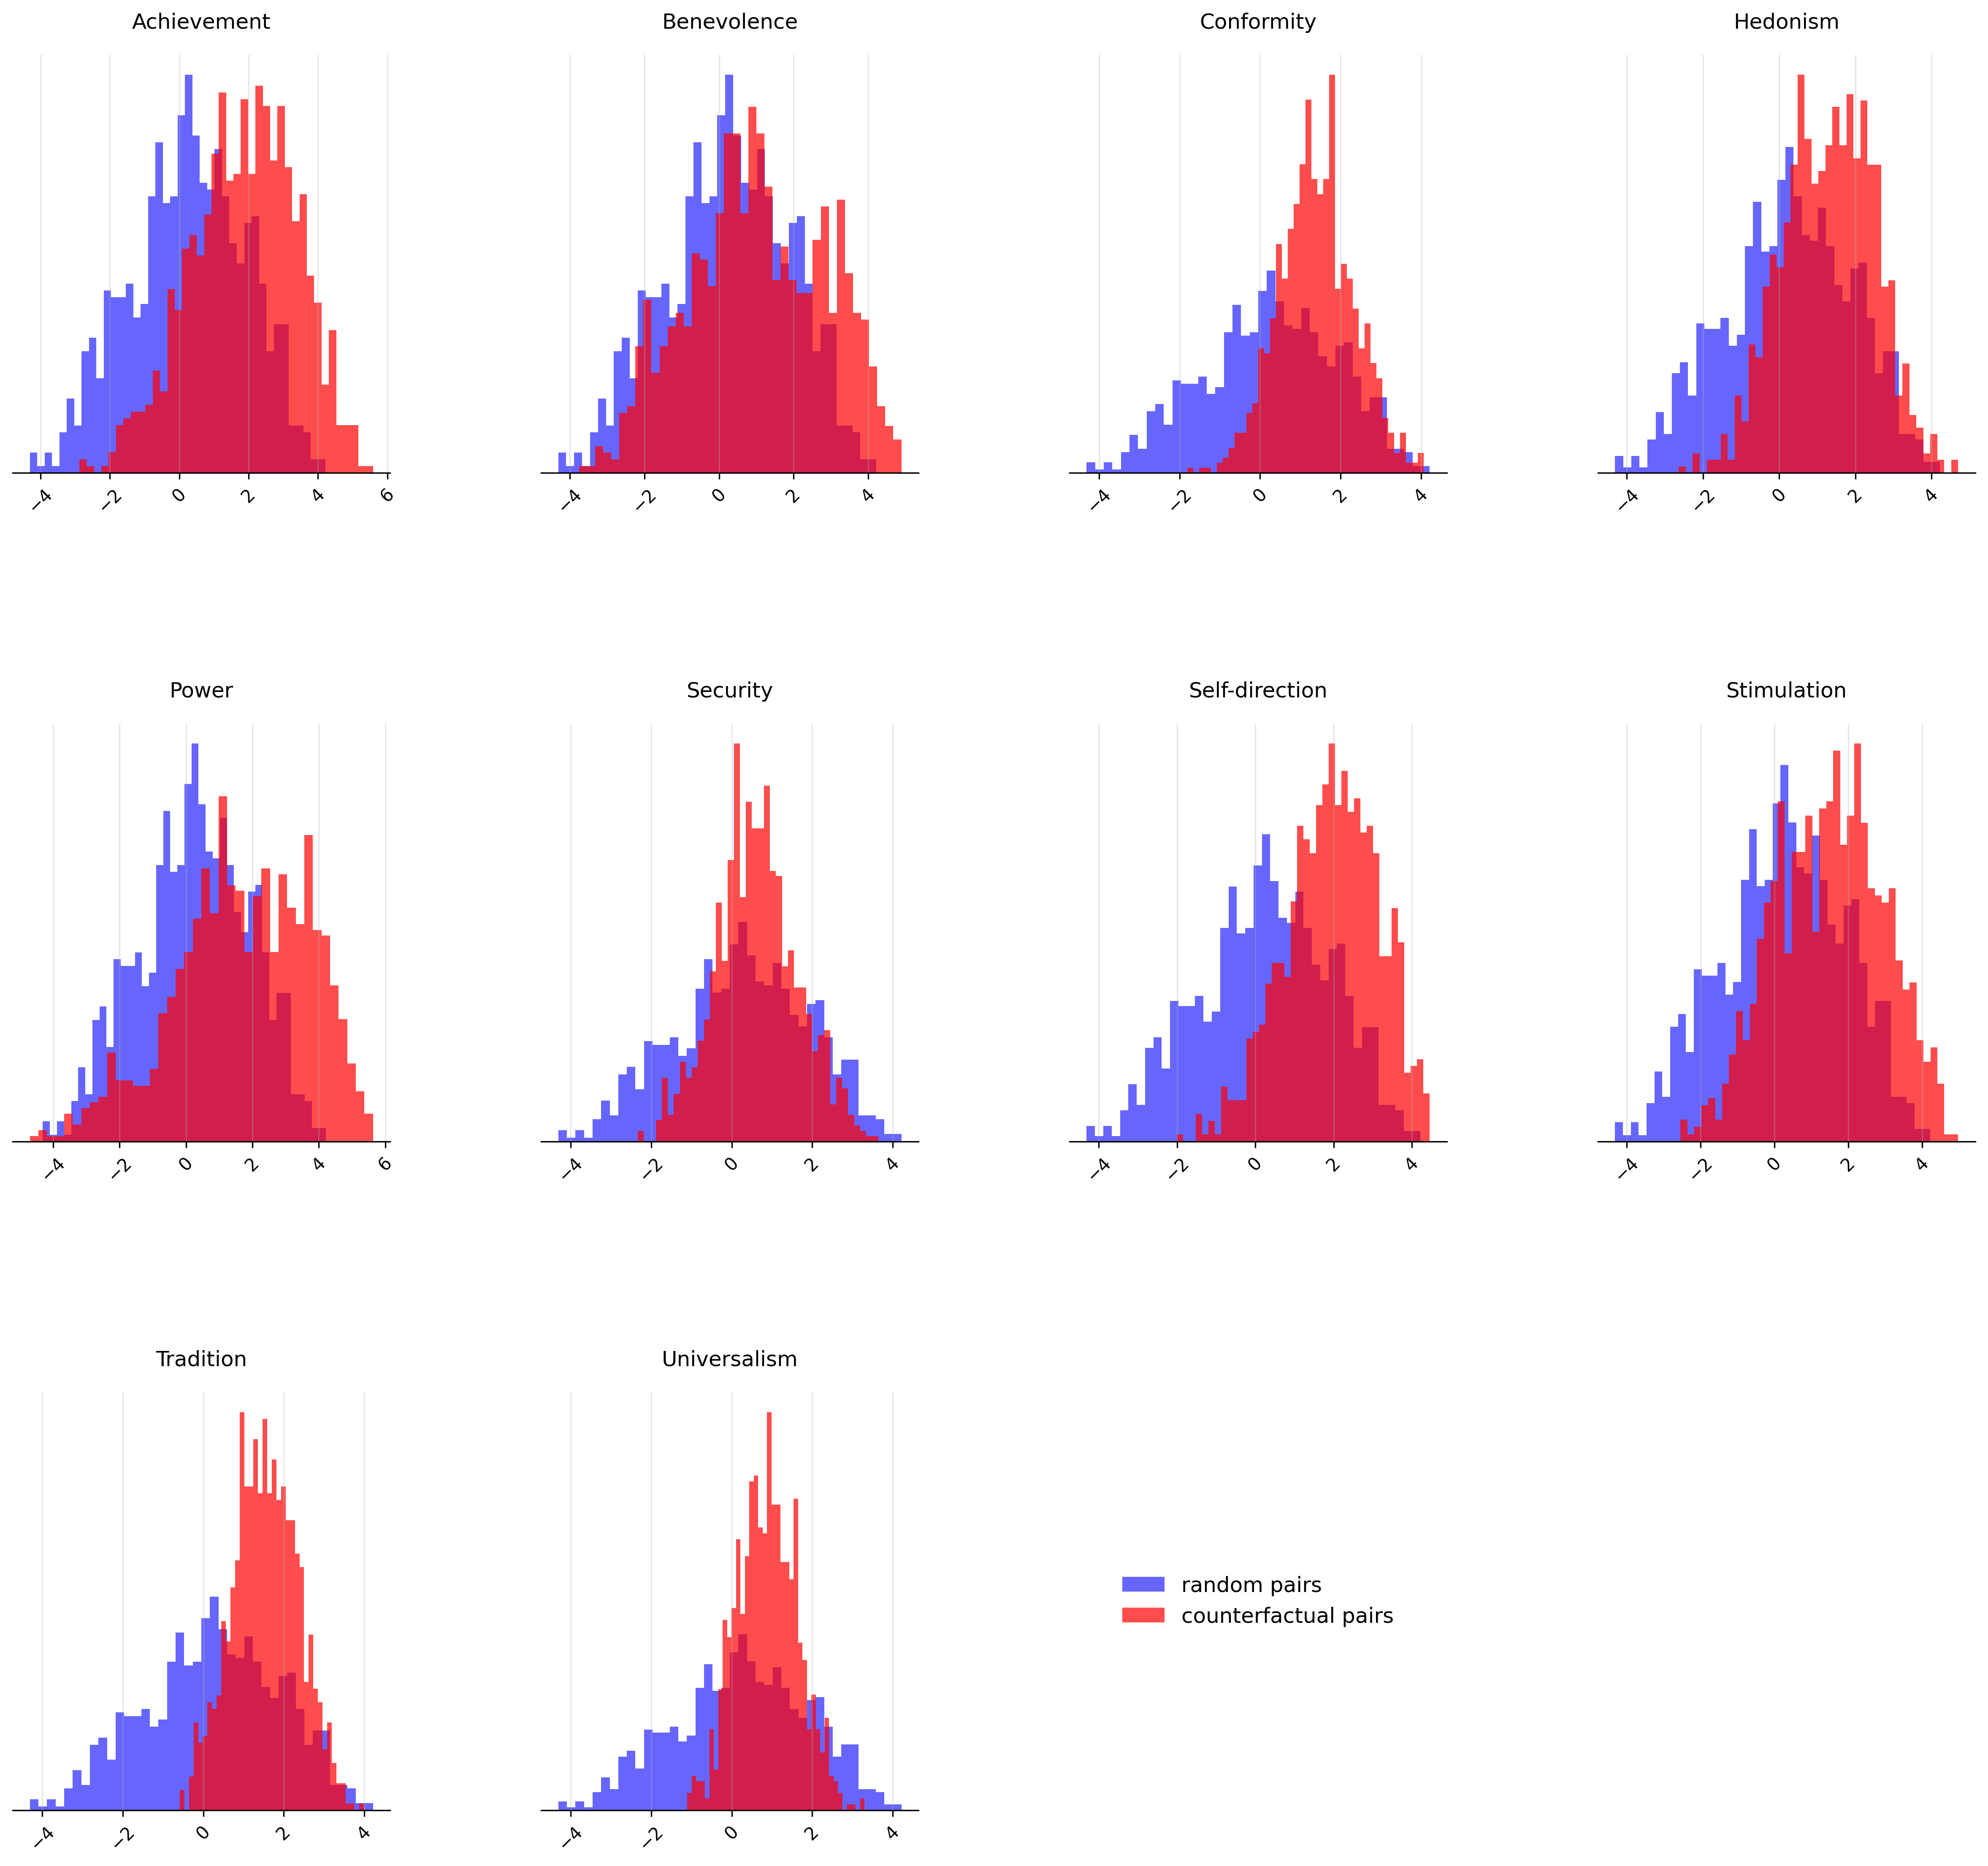 Achievement Benevolence Conformity Hedonism
−4 −2 0 2 4 6 −4 −2 0 2 4 −4 −2 0 2 4 −4 −2 0 2 4
Power Security Self-direction Stimulation
−4 −2 0 2 4 6 −4 −2 0 2 4 −4 −2 0 2 4 −4 −2 0 2 4
Tradition Universalism
random pairs
counterfactual pairs
−4 −2 0 2 4 −4 −2 0 2 4